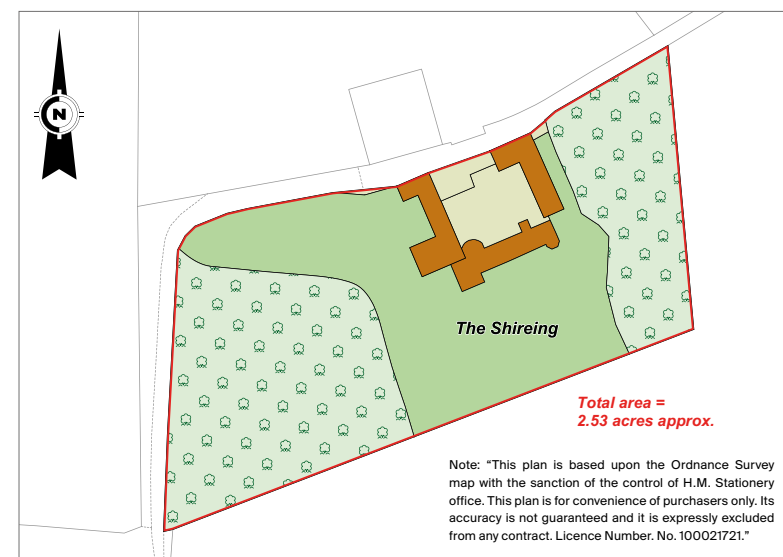 N
The Shireing
Total area =
2.53 acres approx.
Note: “This plan is based upon the Ordnance Survey
map with the sanction of the control of H.M. Stationery
office. This plan is for convenience of purchasers only. Its
accuracy is not guaranteed and it is expressly excluded
from any contract. Licence Number. No. 100021721.”